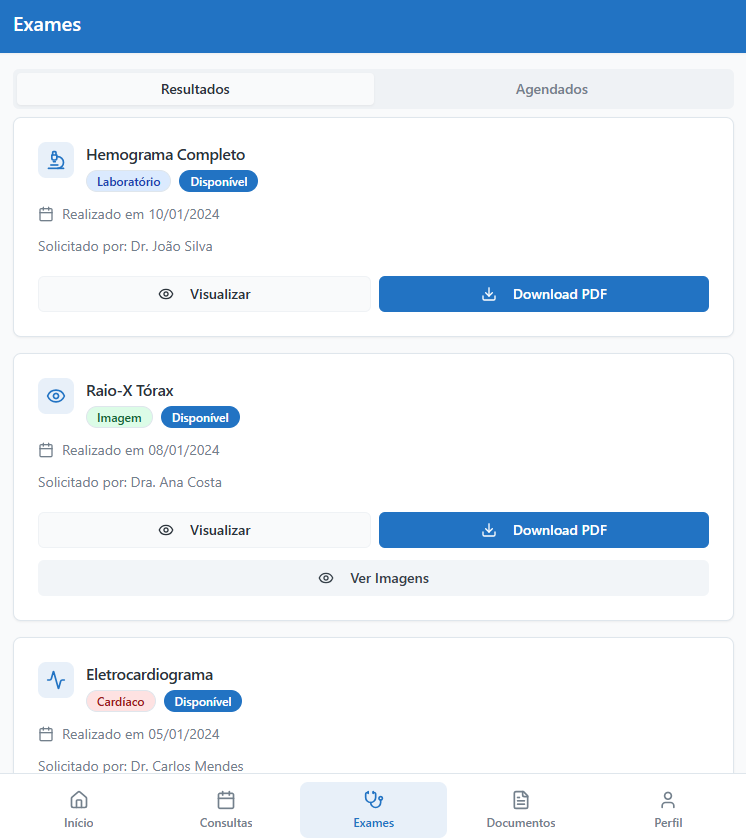 Exames
Resultados Agendados
Hemograma Completo
Laboratório Disponível
Realizado em 10/01/2024
Solicitado por: Dr. João Silva
Visualizar Download PDF
Raio-X Tórax
Imagem Disponível
Realizado em 08/01/2024
Solicitado por: Dra. Ana Costa
Visualizar Download PDF
Ver Imagens
Eletrocardiograma
Cardíaco Disponível
Realizado em 05/01/2024
Solicitado por: Dr. Carlos Mendes
Início Consultas Exames Documentos Perfil